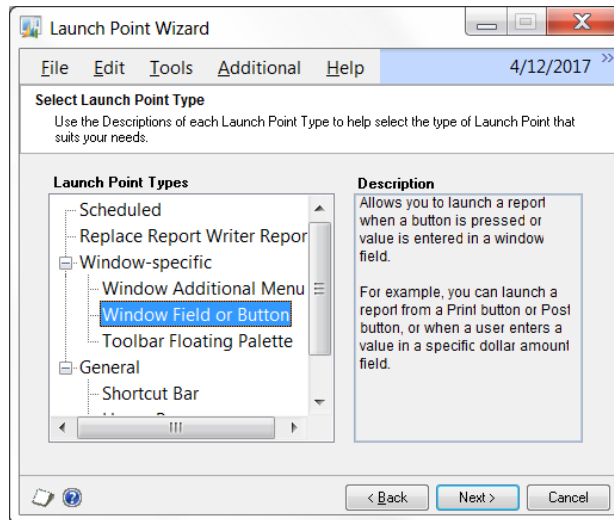 Launch Point Wizard
File Edit Tools Additional Help 4/12/2017 »
Select Launch Point Type
Use the Descriptions of each Launch Point Type to help select the type of Launch Point that
suits your needs.
Launch Point Types
Scheduled
Replace Report Writer Repor
Window-specific
Window Additional Menu
Window Field or Button
Toolbar Floating Palette
General
Shortcut Bar
Description
Allows you to launch a report
when a button is pressed or
value is entered in a window
field.
For example, you can launch a
report from a Print button or Post
button, or when a user enters a
value in a specific dollar amount
field.
< Back Next > Cancel